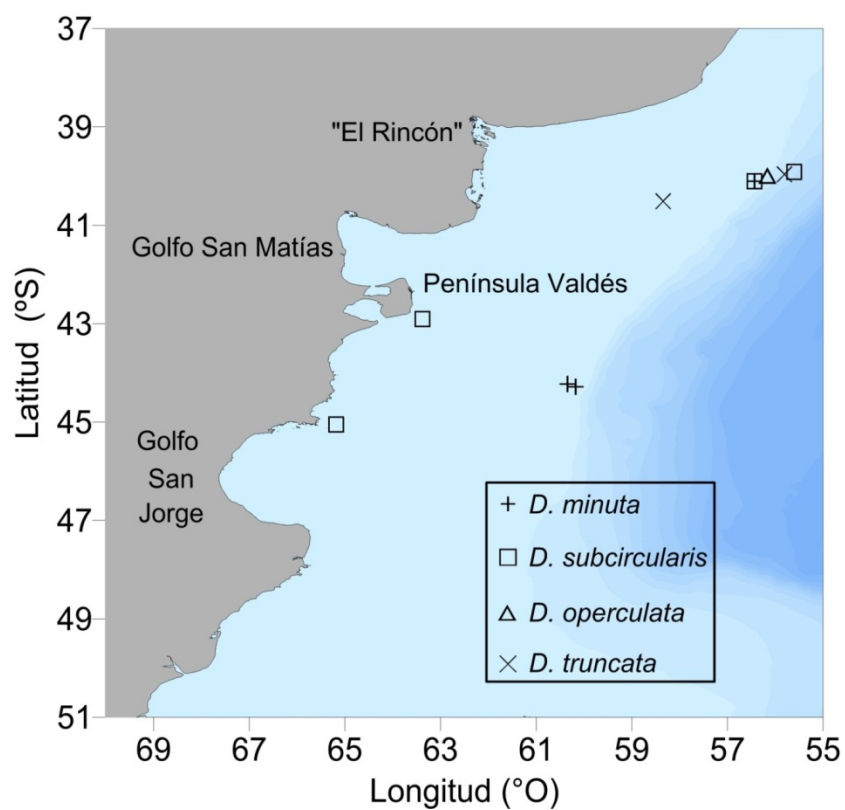 37
39
41
43
45
47
49
51
Latitud (ºS)
"El Rincón"
Golfo San Matías
Península Valdés
Golfo
San
Jorge
D. minuta
D. subcircularis
D. operculata
D. truncata
69
67
65
63
61
59
57
55
Longitud (°O)